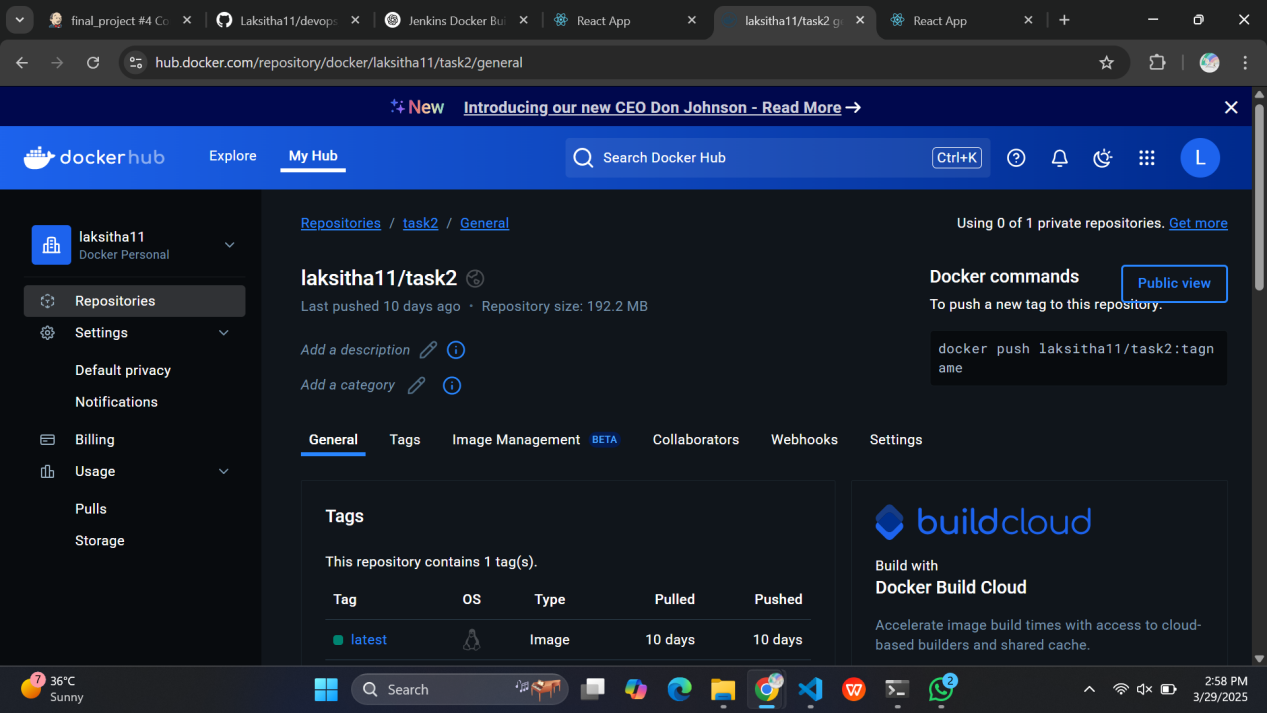 final_project #4 Co
Laksitha11/devops
Jenkins Docker Bui
React App
laksitha11/task2 ge
React App
hub.docker.com/repository/docker/laksitha11/task2/general
New Introducing our new CEO Don Johnson - Read More →
dockerhub
Explore
My Hub
Search Docker Hub
Ctrl+K
L
laksitha11
Docker Personal
Repositories
Settings
Default privacy
Notifications
Billing
Usage
Pulls
Storage
Repositories / task2 / General
Using 0 of 1 private repositories. Get more
laksitha11/task2
Last pushed 10 days ago • Repository size: 192.2 MB
Add a description
Add a category
Docker commands
Public view
To push a new tag to this repository:
docker push laksitha11/task2:tagn
ame
General
Tags
Image Management BETA
Collaborators
Webhooks
Settings
Tags
This repository contains 1 tag(s).
Tag OS Type Pulled Pushed
latest Image 10 days 10 days
buildcloud
Build with
Docker Build Cloud
Accelerate image build times with access to cloud-
based builders and shared cache.
7
36°C
Sunny
Search
2
2:58 PM
3/29/2025